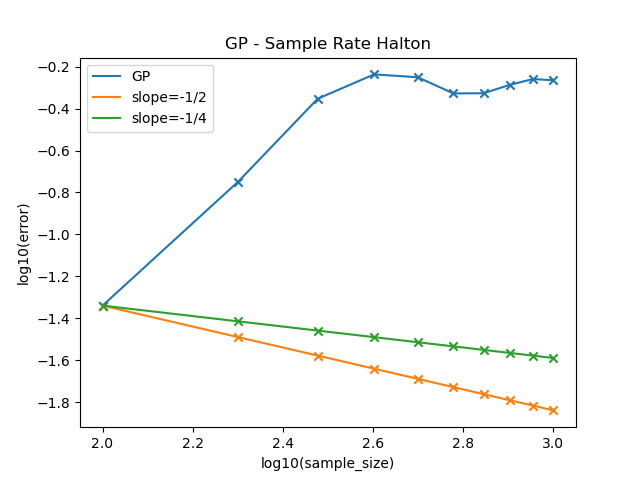 GP - Sample Rate Halton
GP
slope=-1/2
slope=-1/4
log10(error)
−0.2
−0.4
−0.6
−0.8
−1.0
−1.2
−1.4
−1.6
−1.8
2.0 2.2 2.4 2.6 2.8 3.0
log10(sample_size)